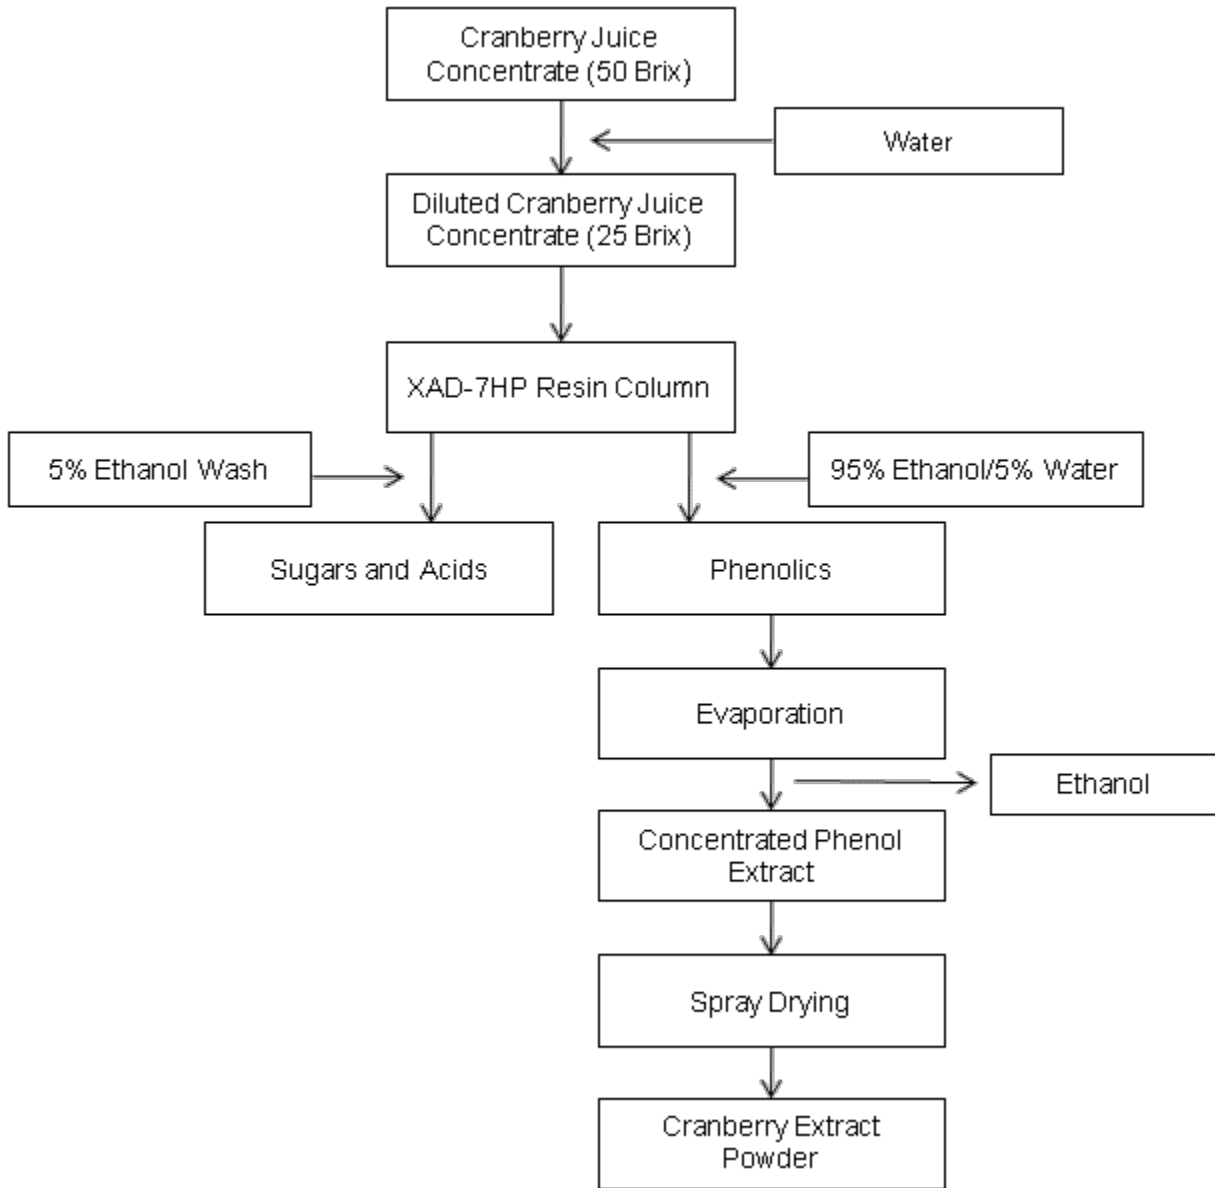 Cranberry Juice
Concentrate (50 Brix)
Water
Diluted Cranberry Juice
Concentrate (25 Brix)
XAD-7HP Resin Column
5% Ethanol Wash
95% Ethanol/5% Water
Sugars and Acids
Phenolics
Evaporation
Ethanol
Concentrated Phenol
Extract
Spray Drying
Cranberry Extract
Powder